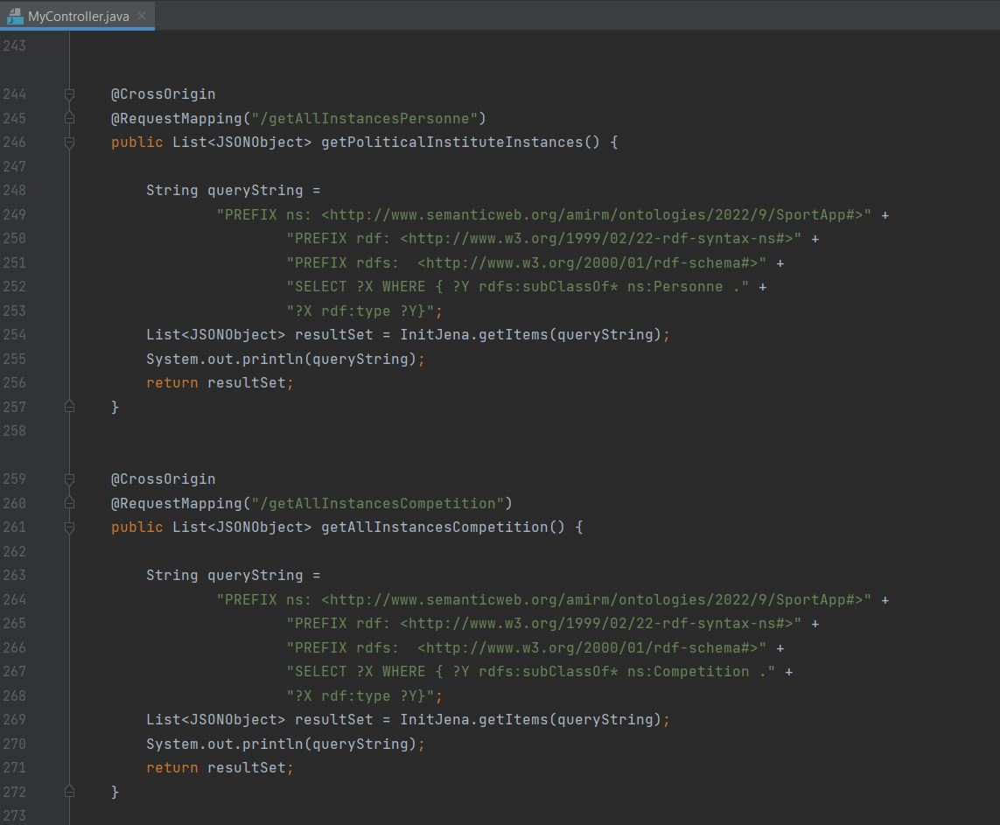 MyController.java
243
244 @CrossOrigin
245 @RequestMapping("/getAllInstancesPersonne")
246 public List<JSONObject> getPoliticalInstituteInstances() {
247
248 String queryString =
249 "PREFIX ns: <http://www.semanticweb.org/amirm/ontologies/2022/9/SportApp#>" +
250 "PREFIX rdf: <http://www.w3.org/1999/02/22-rdf-syntax-ns#>" +
251 "PREFIX rdfs:  <http://www.w3.org/2000/01/rdf-schema#>" +
252 "SELECT ?X WHERE { ?Y rdfs:subClassOf* ns:Personne ." +
253 "?X rdf:type ?Y}";
254 List<JSONObject> resultSet = InitJena.getItems(queryString);
255 System.out.println(queryString);
256 return resultSet;
257 }
258
259 @CrossOrigin
260 @RequestMapping("/getAllInstancesCompetition")
261 public List<JSONObject> getAllInstancesCompetition() {
262
263 String queryString =
264 "PREFIX ns: <http://www.semanticweb.org/amirm/ontologies/2022/9/SportApp#>" +
265 "PREFIX rdf: <http://www.w3.org/1999/02/22-rdf-syntax-ns#>" +
266 "PREFIX rdfs:  <http://www.w3.org/2000/01/rdf-schema#>" +
267 "SELECT ?X WHERE { ?Y rdfs:subClassOf* ns:Competition ." +
268 "?X rdf:type ?Y}";
269 List<JSONObject> resultSet = InitJena.getItems(queryString);
270 System.out.println(queryString);
271 return resultSet;
272 }
273